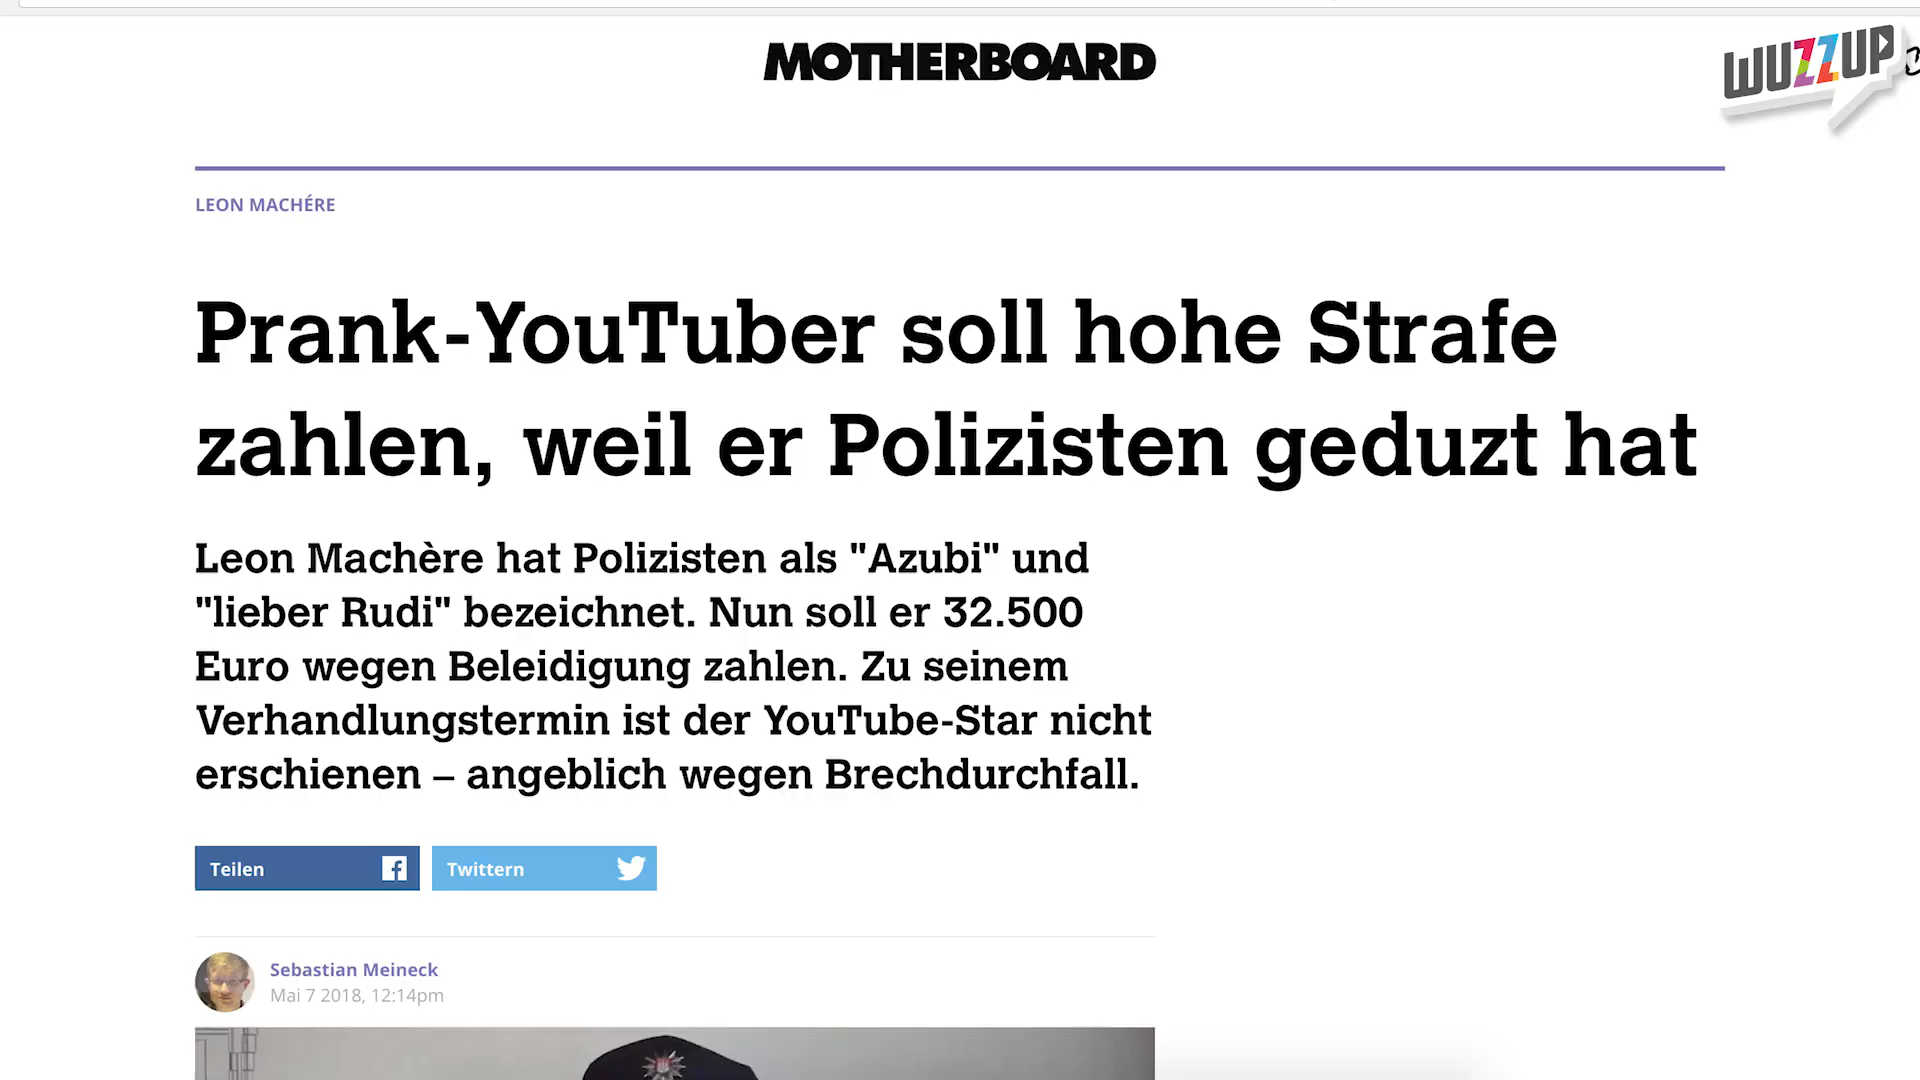 MOTHERBOARD
WUZZUP
LEON MACHÉRE
Prank-YouTuber soll hohe Strafe
zahlen, weil er Polizisten geduzt hat
Leon Machère hat Polizisten als "Azubi" und
"lieber Rudi" bezeichnet. Nun soll er 32.500
Euro wegen Beleidigung zahlen. Zu seinem
Verhandlungstermin ist der YouTube-Star nicht
erschienen – angeblich wegen Brechdurchfall.
Teilen
Twittern
Sebastian Meineck
Mai 7 2018, 12:14pm